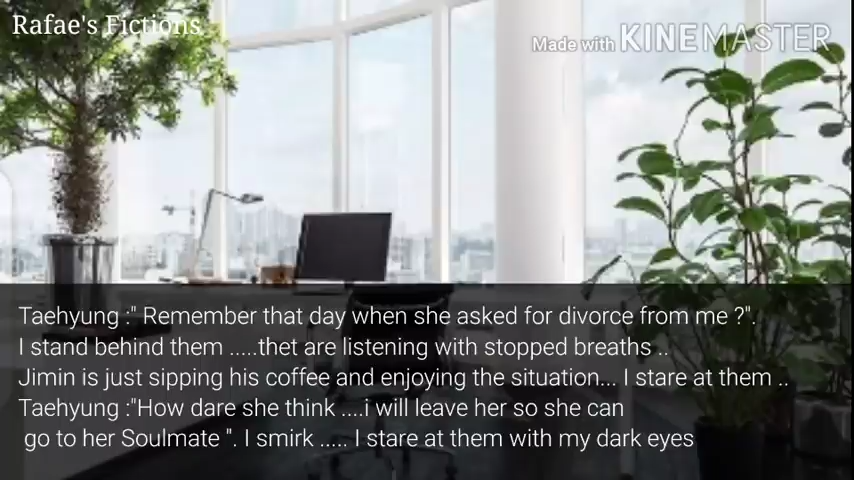 Rafae's Fictions
Made with KINEMASTER
Taehyung :" Remember that day when she asked for divorce from me ?".
I stand behind them .....thet are listening with stopped breaths ..
Jimin is just sipping his coffee and enjoying the situation... I stare at them ..
Taehyung :"How dare she think ....i will leave her so she can
go to her Soulmate ". I smirk ..... I stare at them with my dark eyes